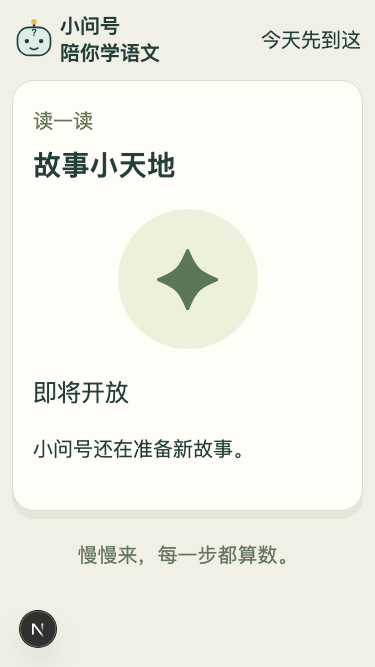 小问号
陪你学语文
今天先到这
读一读
故事小天地
即将开放
小问号还在准备新故事。
慢慢来，每一步都算数。
N